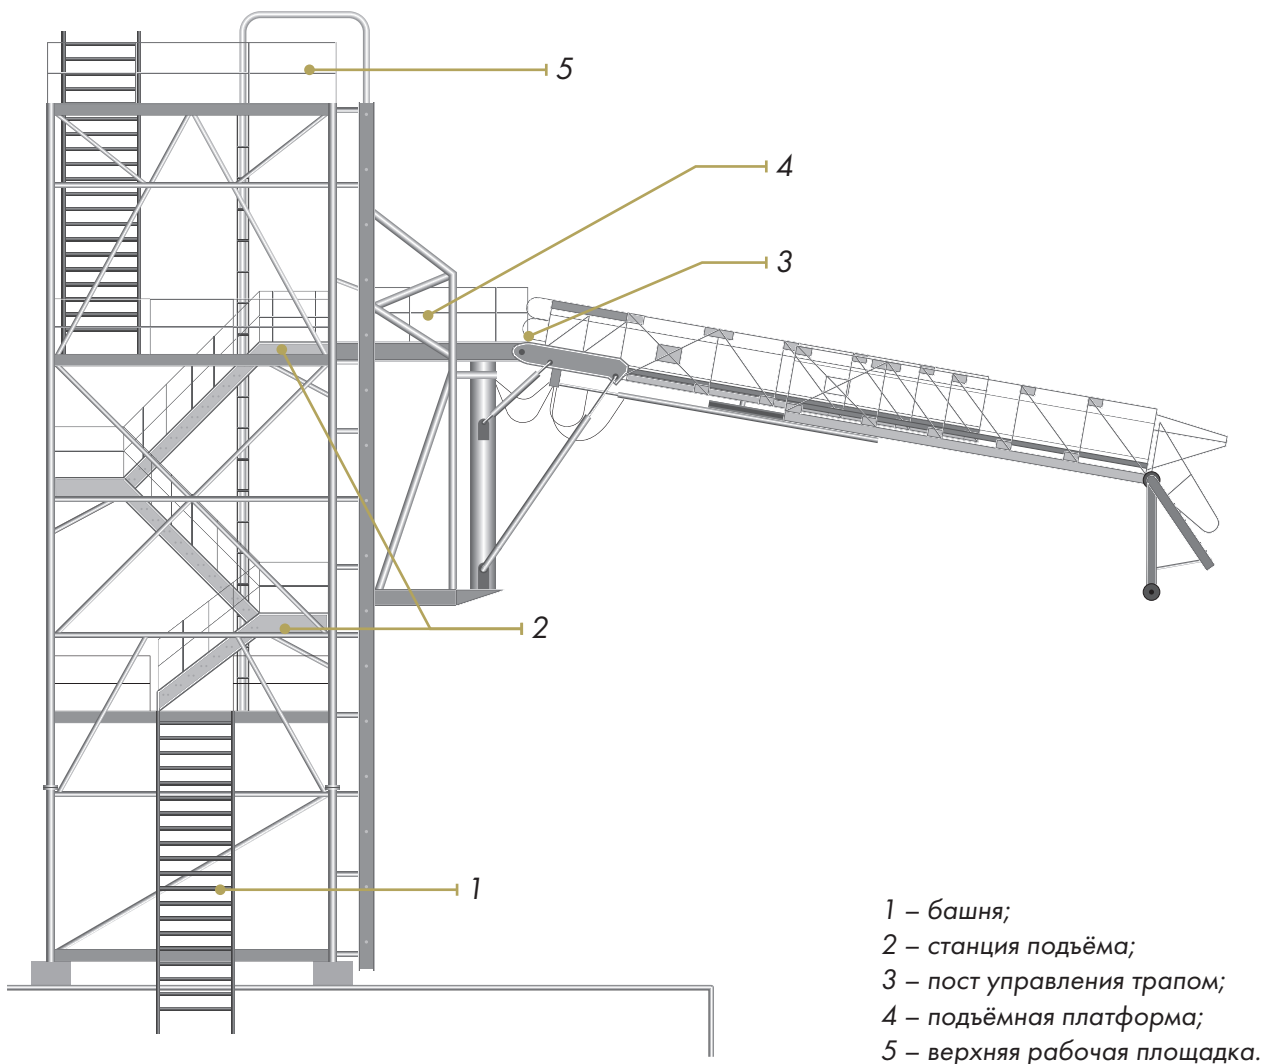 5
4
3
2
1
1 – башня;
2 – станция подъёма;
3 – пост управления трапом;
4 – подъёмная платформа;
5 – верхняя рабочая площадка.